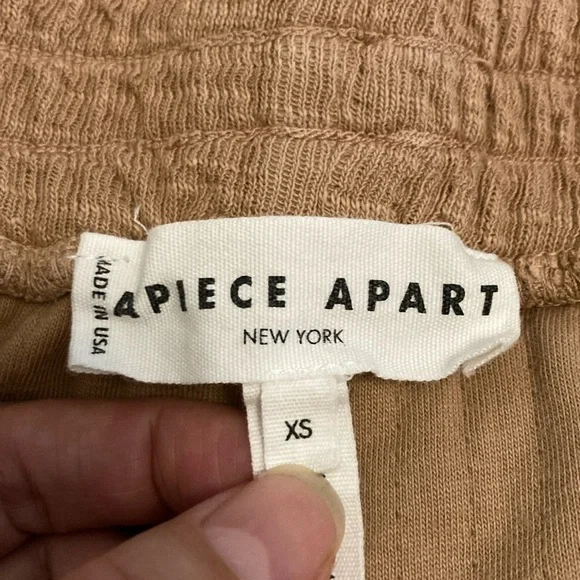 APIECE APART
NEW YORK
MADE IN USA
XS